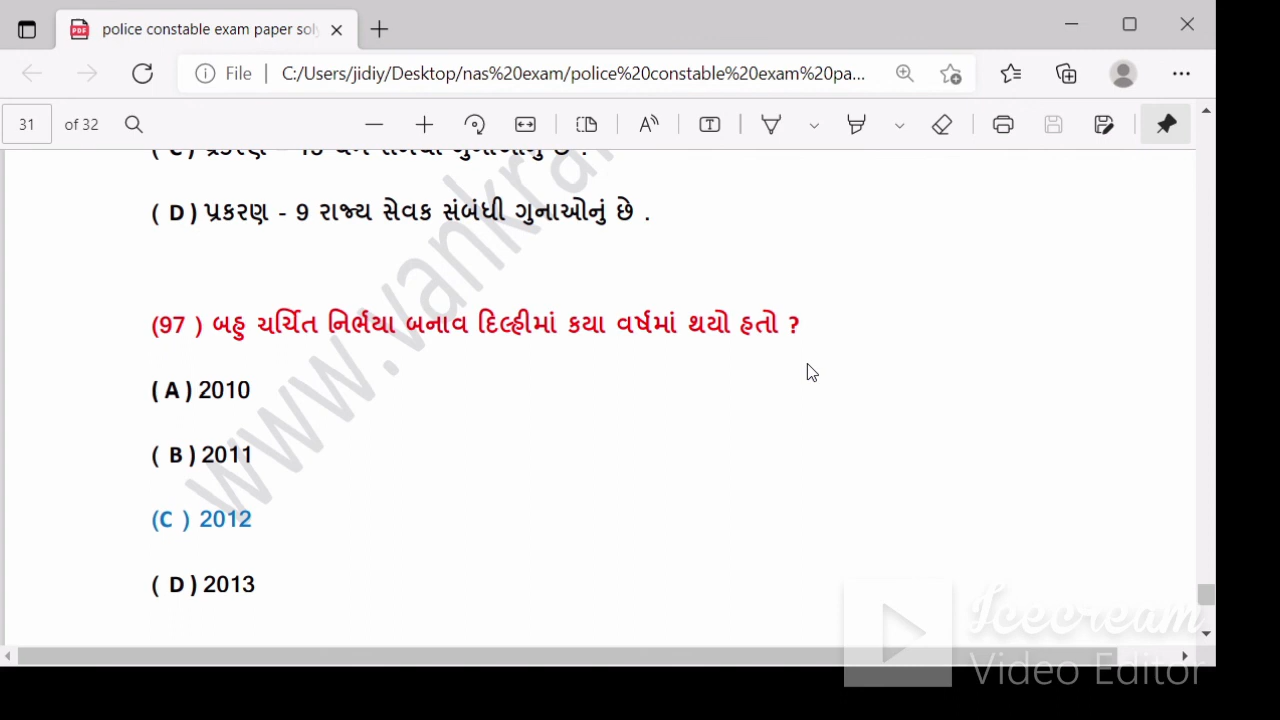 police constable exam paper sol
File
C:/Users/jidiy/Desktop/nas%20exam/police%20constable%20exam%20pa...
31 of 32
( D ) પ્રકરણ - 9 રાજ્ય સેવક સંબંધી ગુનાઓનું છે .
(97 ) બહુ ચર્ચિત નિર્ભયા બનાવ દિલ્હીમાં કયા વર્ષમાં થયો હતો ?
( A ) 2010
( B ) 2011
(C ) 2012
( D ) 2013
www.vankra
Icecream
Video Editor